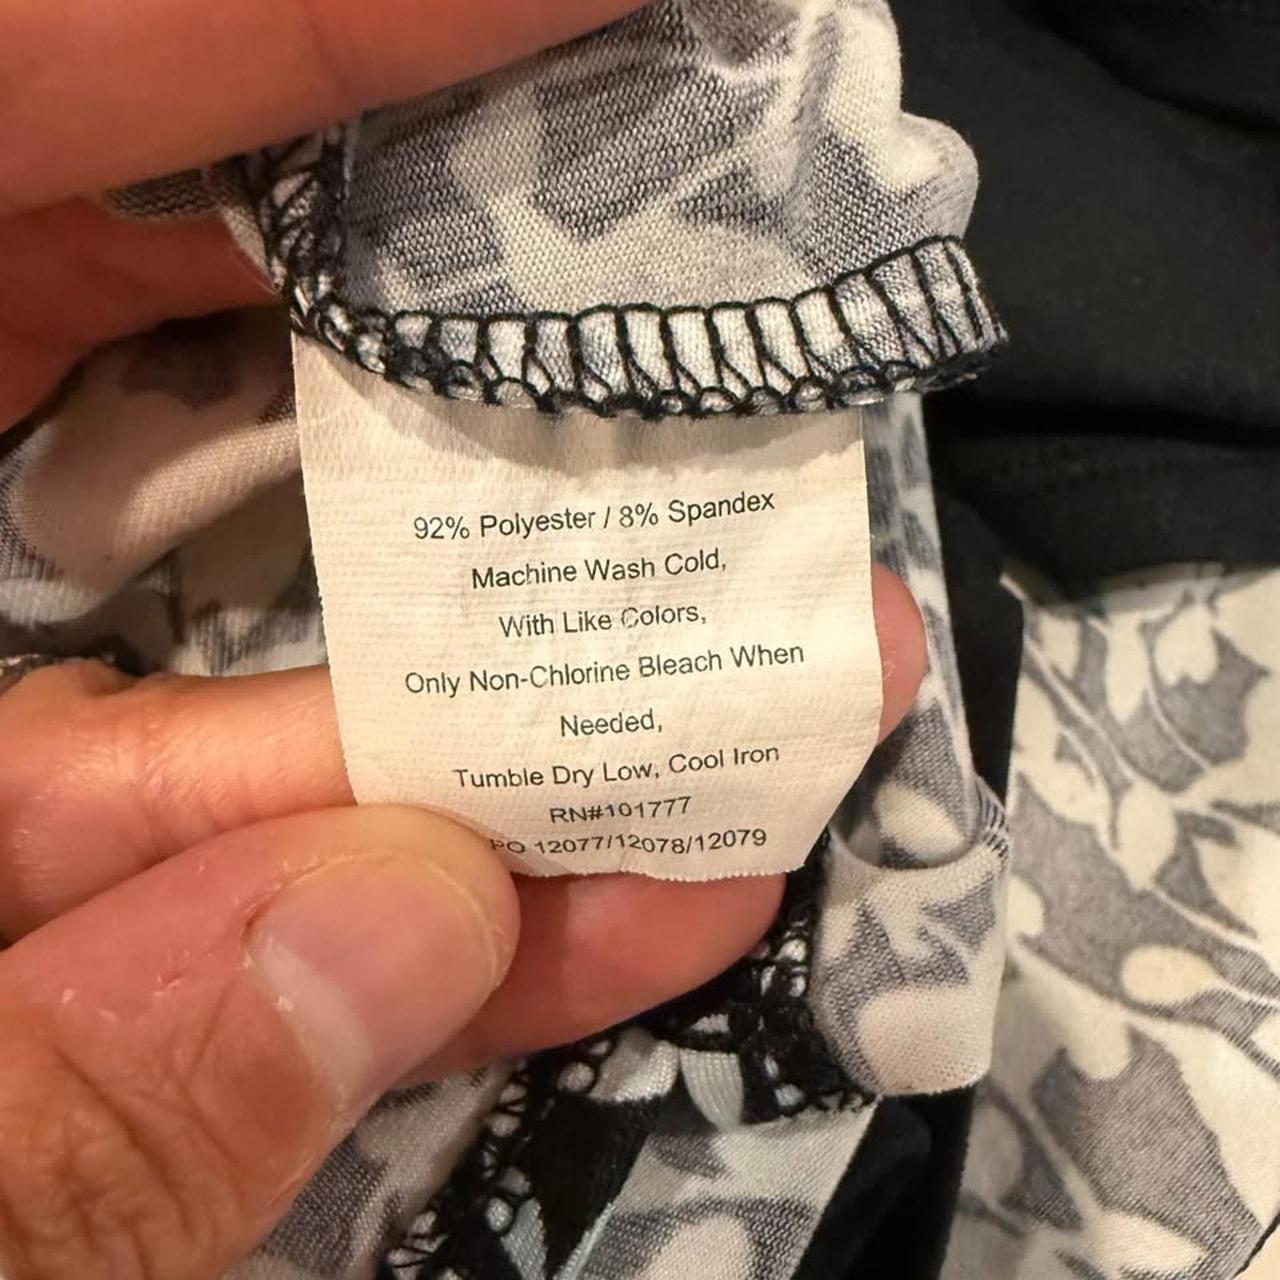 92% Polyester / 8% Spandex
Machine Wash Cold,
With Like Colors,
Only Non-Chlorine Bleach When
Needed,
Tumble Dry Low, Cool Iron
RN#101777
PO 12077/12078/12079